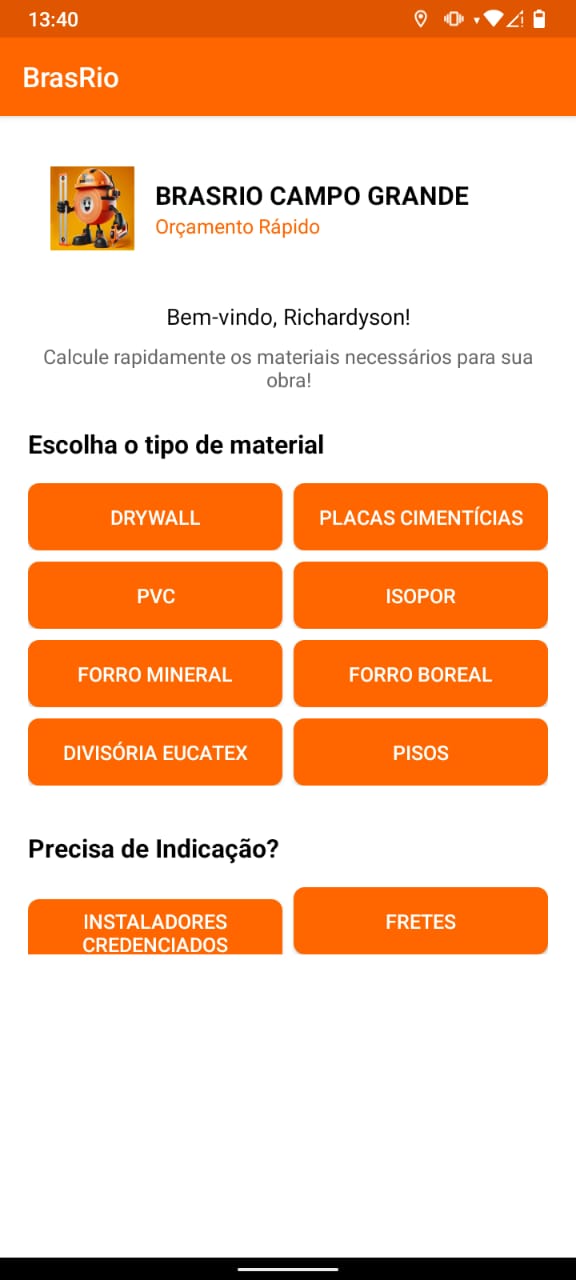 13:40
BrasRio
BRASRIO CAMPO GRANDE
Orçamento Rápido
Bem-vindo, Richardyson!
Calcule rapidamente os materiais necessários para sua
obra!
Escolha o tipo de material
DRYWALL
PLACAS CIMENTÍCIAS
PVC
ISOPOR
FORRO MINERAL
FORRO BOREAL
DIVISÓRIA EUCATEX
PISOS
Precisa de Indicação?
INSTALADORES
CREDENCIADOS
FRETES